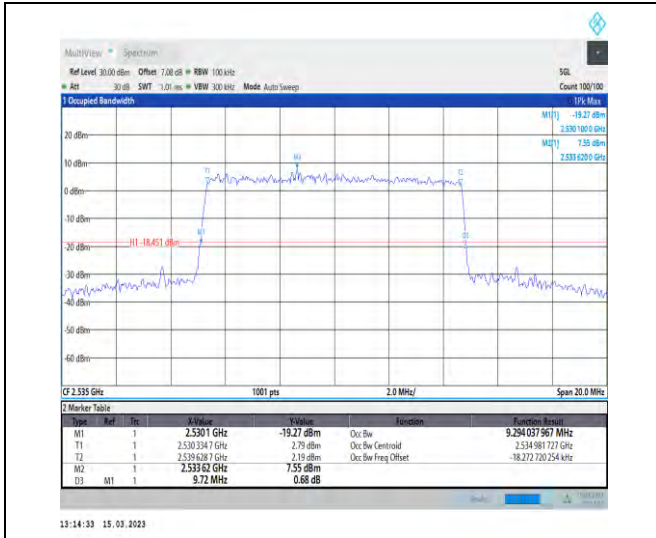 MultiView Spectrum
Ref Level 30.00 dBm Offset 7.08 dB RBW 100 kHz SGL
Att 30 dB SWT 1.01 ms VBW 300 kHz Mode Auto Sweep Count 100/100
1 Occupied Bandwidth 1Pk Max
M1[1] -19.27 dBm
2.530 100 0 GHz
M2[1] 7.55 dBm
2.533 620 0 GHz
20 dBm
10 dBm
0 dBm
-10 dBm
-20 dBm
H1 -18.451 dBm
-30 dBm
-40 dBm
-50 dBm
-60 dBm
T1
M2
T2
M1
D3
CF 2.535 GHz 1001 pts 2.0 MHz/ Span 20.0 MHz
2 Marker Table
Type Ref Trc X-Value Y-Value Function Function Result
M1 1 2.5301 GHz -19.27 dBm Occ Bw 9.294 037 967 MHz
T1 1 2.530 334 7 GHz 2.79 dBm Occ Bw Centroid 2.534 981 727 GHz
T2 1 2.539 628 7 GHz 2.19 dBm Occ Bw Freq Offset -18.272 720 254 kHz
M2 1 2.533 62 GHz 7.55 dBm
D3 M1 1 9.72 MHz 0.68 dB
13:14:33 15.03.2023